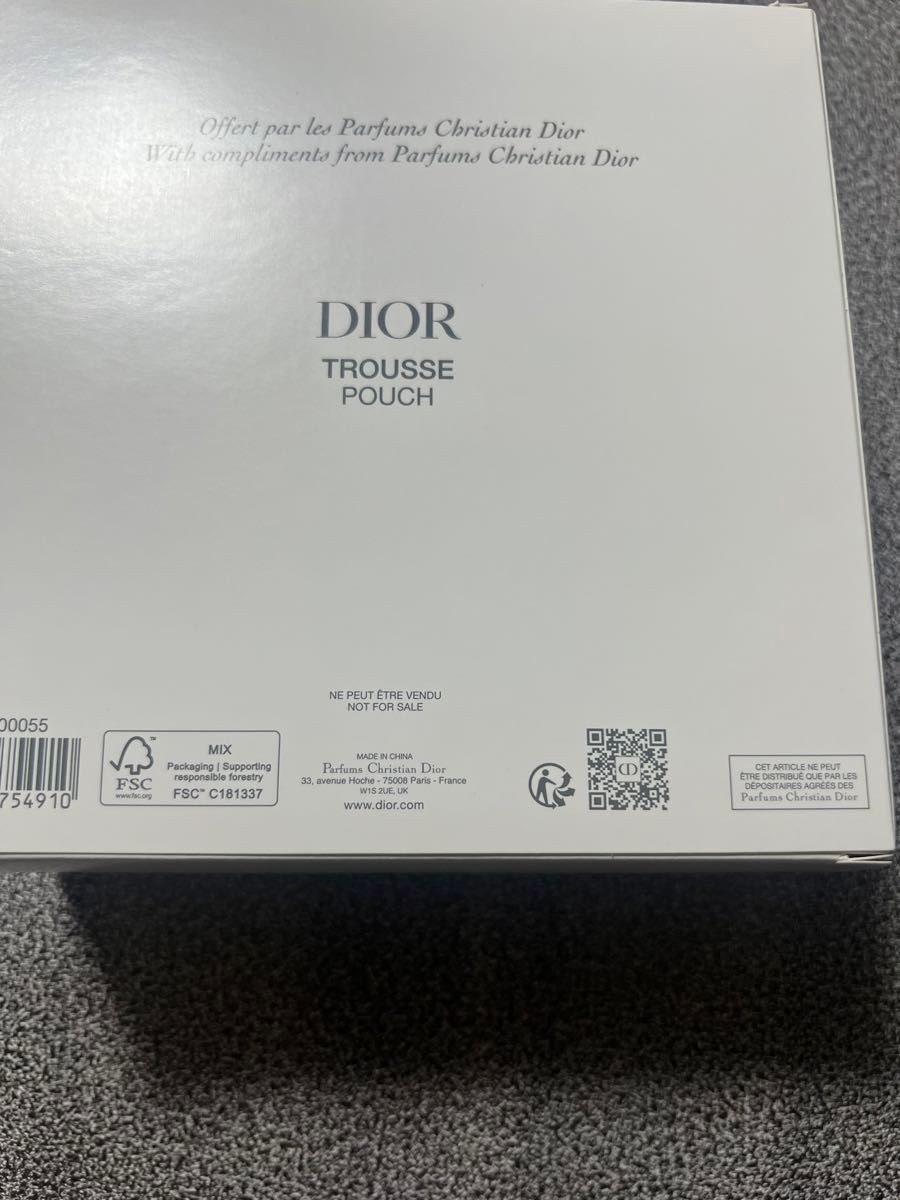 Offert par les Parfums Christian Dior
With compliments from Parfums Christian Dior
DIOR
TROUSSE
POUCH
NE PEUT ÊTRE VENDU
NOT FOR SALE
00055
754910
FSC
www.fsc.org
MIX
Packaging | Supporting
responsible forestry
FSC™ C181337
MADE IN CHINA
Parfums Christian Dior
33, avenue Hoche - 75008 Paris - France
W1S 2UE, UK
www.dior.com
CD
CET ARTICLE NE PEUT
ÊTRE DISTRIBUÉ QUE PAR LES
DÉPOSITAIRES AGRÉÉS DES
Parfums Christian Dior